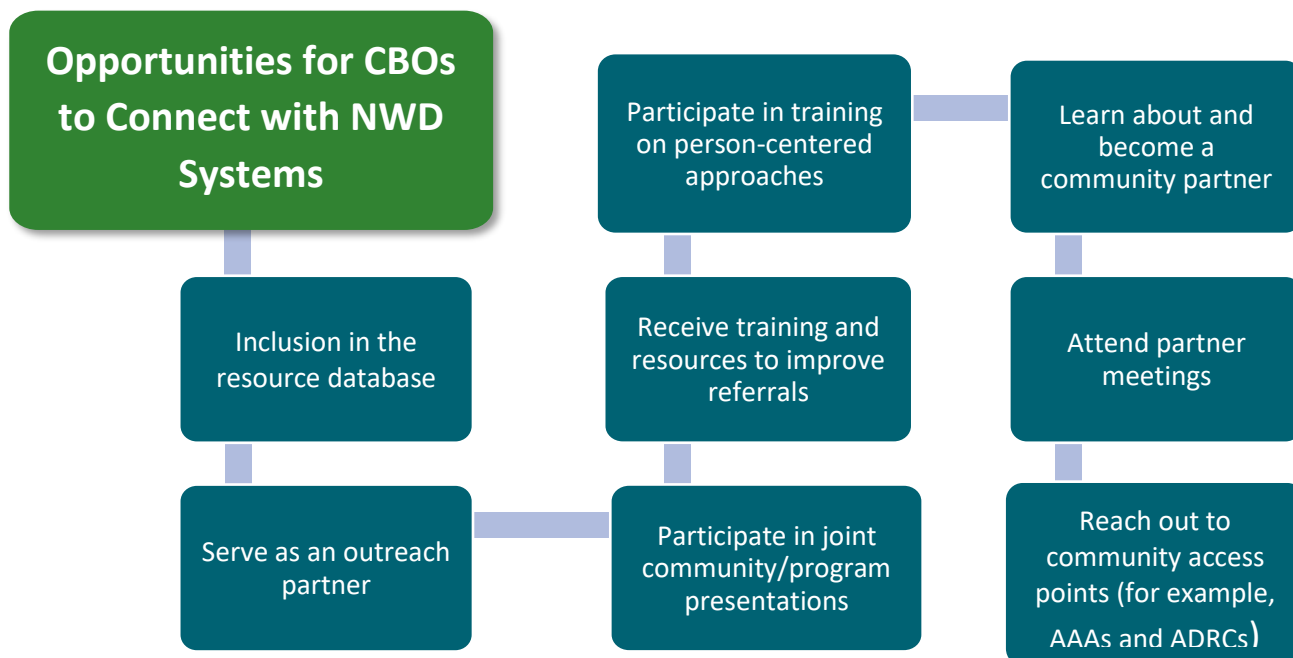 Opportunities for CBOs
to Connect with NWD
Systems
Inclusion in the
resource database
Serve as an outreach
partner
Participate in joint
community/program
presentations
Receive training and
resources to improve
referrals
Participate in training
on person-centered
approaches
Learn about and
become a
community partner
Attend partner
meetings
Reach out to
community access
points (for example,
AAAs and ADRCs)